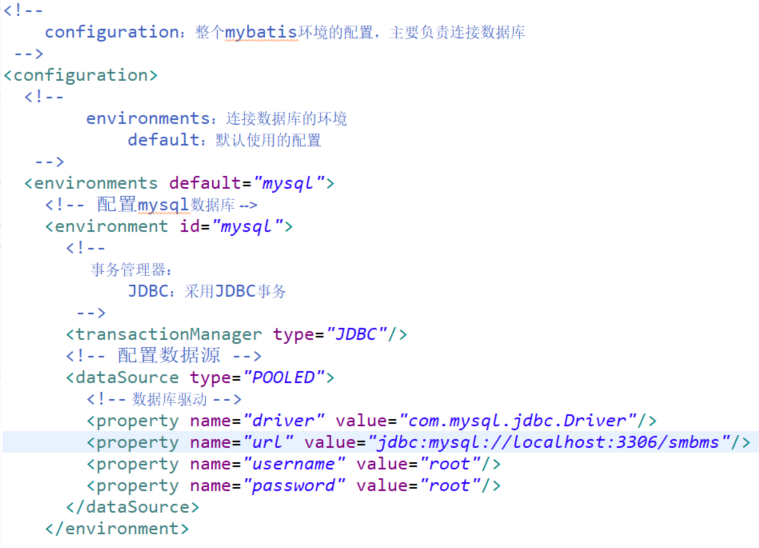 <!--
    configuration：整个mybatis环境的配置，主要负责连接数据库
 -->
<configuration>
  <!--
        environments：连接数据库的环境
            default：默认使用的配置
   -->
  <environments default="mysql">
    <!-- 配置mysql数据库 -->
    <environment id="mysql">
      <!--
        事务管理器：
            JDBC：采用JDBC事务
       -->
      <transactionManager type="JDBC"/>
      <!-- 配置数据源 -->
      <dataSource type="POOLED">
        <!-- 数据库驱动 -->
        <property name="driver" value="com.mysql.jdbc.Driver"/>
        <property name="url" value="jdbc:mysql://localhost:3306/smbms"/>
        <property name="username" value="root"/>
        <property name="password" value="root"/>
      </dataSource>
    </environment>